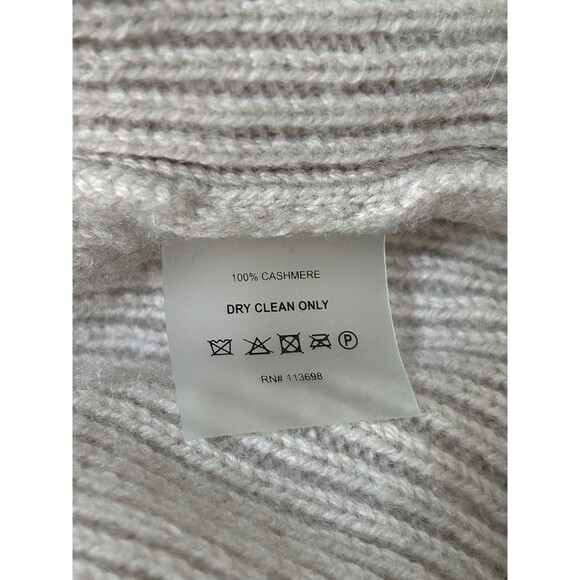 100% CASHMERE
DRY CLEAN ONLY
P
RN# 113698